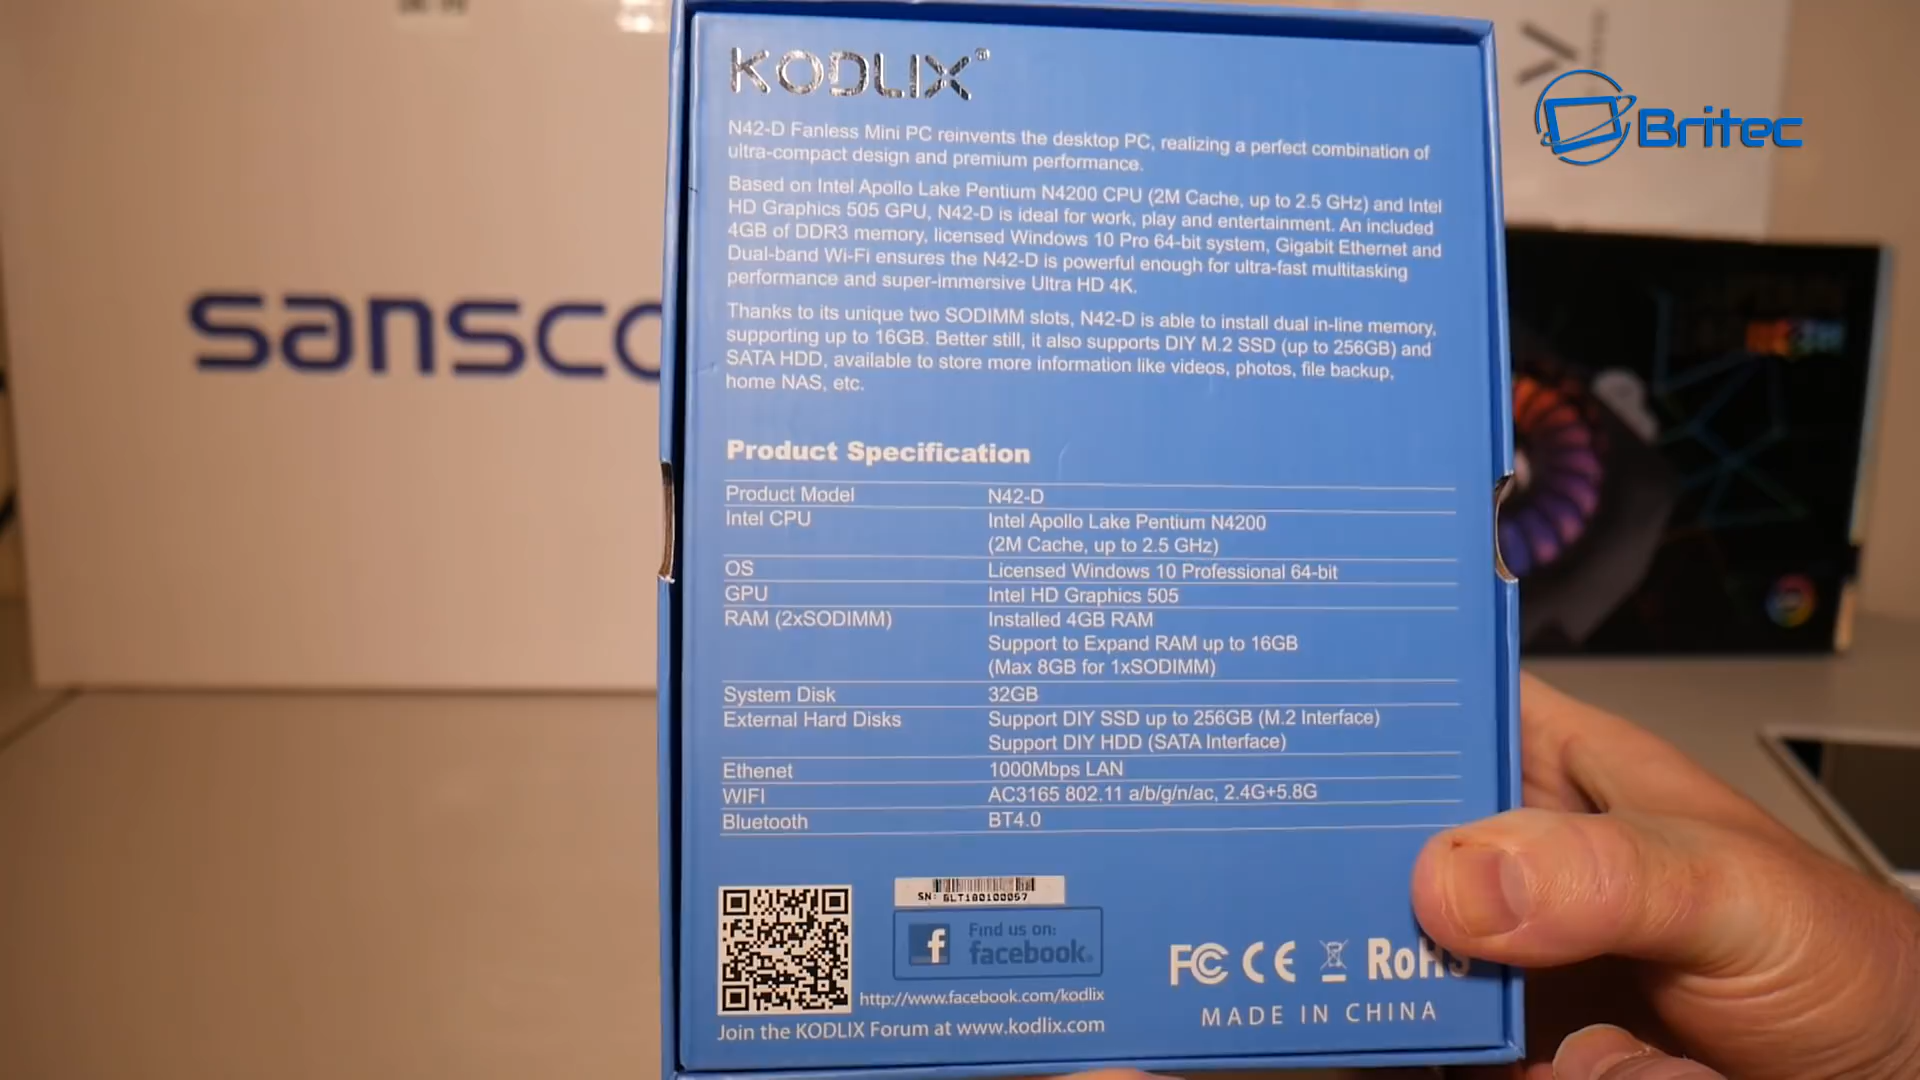 KODLIX®
N42-D Fanless Mini PC reinvents the desktop PC, realizing a perfect combination of
ultra-compact design and premium performance.
Based on Intel Apollo Lake Pentium N4200 CPU (2M Cache, up to 2.5 GHz) and Intel
HD Graphics 505 GPU, N42-D is ideal for work, play and entertainment. An included
4GB of DDR3 memory, licensed Windows 10 Pro 64-bit system, Gigabit Ethernet and
Dual-band Wi-Fi ensures the N42-D is powerful enough for ultra-fast multitasking
performance and super-immersive Ultra HD 4K.
Thanks to its unique two SODIMM slots, N42-D is able to install dual in-line memory,
supporting up to 16GB. Better still, it also supports DIY M.2 SSD (up to 256GB) and
SATA HDD, available to store more information like videos, photos, file backup,
home NAS, etc.
Product Specification
Product Model N42-D
Intel CPU Intel Apollo Lake Pentium N4200
(2M Cache, up to 2.5 GHz)
OS Licensed Windows 10 Professional 64-bit
GPU Intel HD Graphics 505
RAM (2xSODIMM) Installed 4GB RAM
Support to Expand RAM up to 16GB
(Max 8GB for 1xSODIMM)
System Disk 32GB
External Hard Disks Support DIY SSD up to 256GB (M.2 Interface)
Support DIY HDD (SATA Interface)
Ethenet 1000Mbps LAN
WIFI AC3165 802.11 a/b/g/n/ac, 2.4G+5.8G
Bluetooth BT4.0
SN: GLT180100057
Find us on:
facebook.
http://www.facebook.com/kodlix
Join the KODLIX Forum at www.kodlix.com
FC CE RoHS
MADE IN CHINA
sansco
Britec